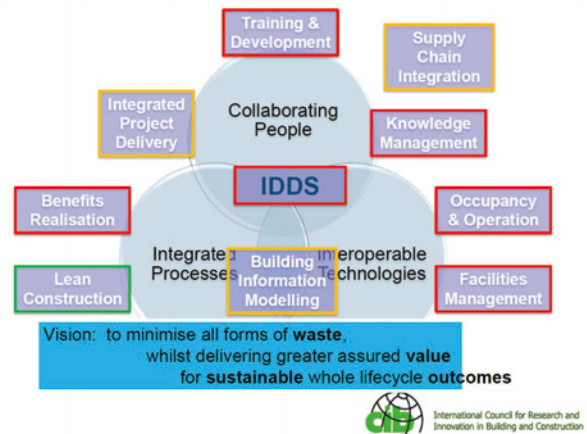 Training &
Development
Supply
Chain
Integration
Integrated
Project
Delivery
Collaborating
People
Knowledge
Management
IDDS
Benefits
Realisation
Occupancy
& Operation
Integrated
Processes
Building
Information
Modelling
Interoperable
Technologies
Lean
Construction
Facilities
Management
Vision: to minimise all forms of waste,
whilst delivering greater assured value
for sustainable whole lifecycle outcomes
cib
International Council for Research and
Innovation in Building and Construction